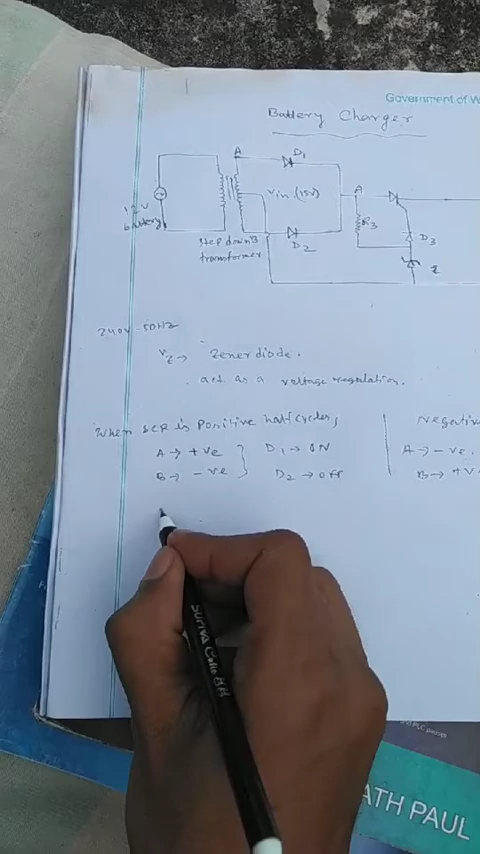 Government of W
Battery Charger
A
D1
Vin (15V)
A
12V
battery
R3
D3
D2
step down
transformer
Z
240V-50Hz
Vz → Zener diode.
act as a voltage regulation.
When SCR is Positive half cycles,
Negativ
A → +ve
D1 → ON
A → -ve.
B → -ve
D2 → OFF
B → +v
ATH PAUL